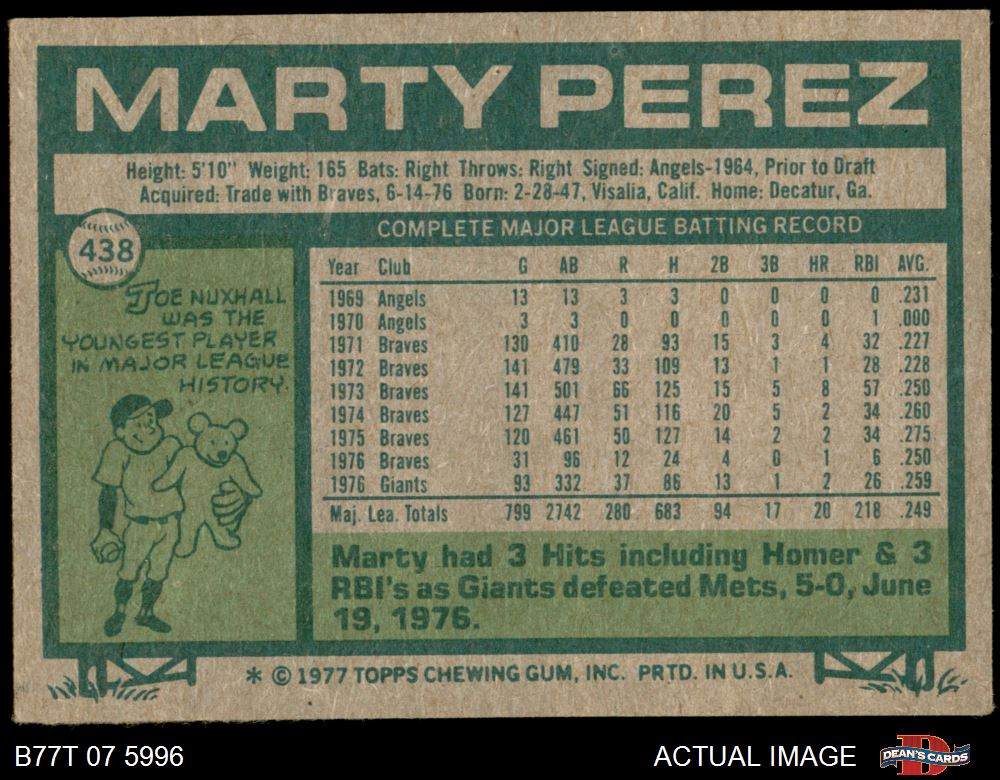 MARTY PEREZ
Height: 5'10" Weight: 165 Bats: Right Throws: Right Signed: Angels-1964, Prior to Draft
Acquired: Trade with Braves, 6-14-76 Born: 2-28-47, Visalia, Calif. Home: Decatur, Ga.
438
JOE NUXHALL
WAS THE
YOUNGEST PLAYER
IN MAJOR LEAGUE
HISTORY.
COMPLETE MAJOR LEAGUE BATTING RECORD
Year Club G AB R H 2B 3B HR RBI AVG.
1969 Angels 13 13 3 3 0 0 0 0 .231
1970 Angels 3 3 0 0 0 0 0 1 .000
1971 Braves 130 410 28 93 15 3 4 32 .227
1972 Braves 141 479 33 109 13 1 1 28 .228
1973 Braves 141 501 66 125 15 5 8 57 .250
1974 Braves 127 447 51 116 20 5 2 34 .260
1975 Braves 120 461 50 127 14 2 2 34 .275
1976 Braves 31 96 12 24 4 0 1 6 .250
1976 Giants 93 332 37 86 13 1 2 26 .259
Maj. Lea. Totals 799 2742 280 683 94 17 20 218 .249
Marty had 3 Hits including Homer & 3
RBI's as Giants defeated Mets, 5-0, June
19, 1976.
* © 1977 TOPPS CHEWING GUM, INC. PRTD. IN U.S.A.
B77T 07 5996
ACTUAL IMAGE
D
DEAN'S CARDS